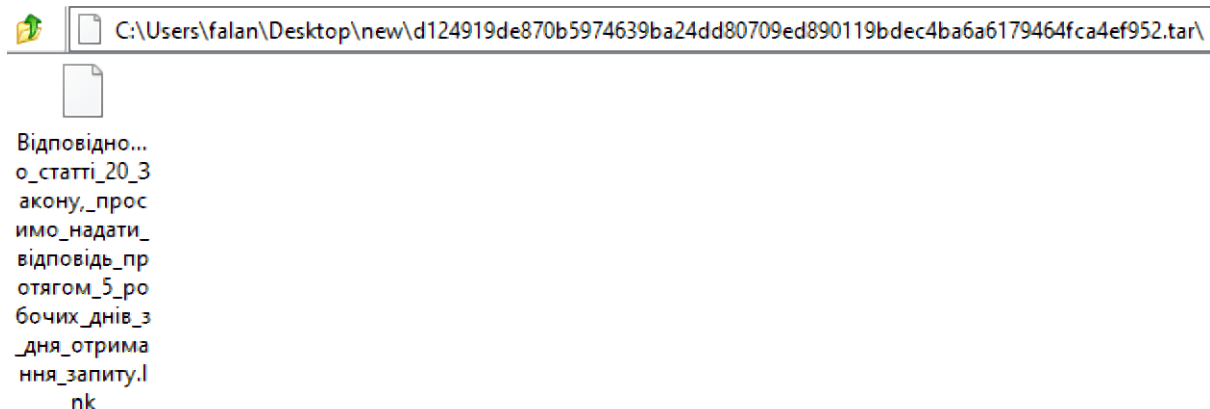 C:\Users\falan\Desktop\new\d124919de870b5974639ba24dd80709ed890119bdec4ba6a6179464fca4ef952.tar\
Відповідно...
о_статті_20_З
акону,_прос
имо_надати_
відповідь_пр
отягом_5_ро
бочих_днів_з
_дня_отрима
ння_запиту.l
nk